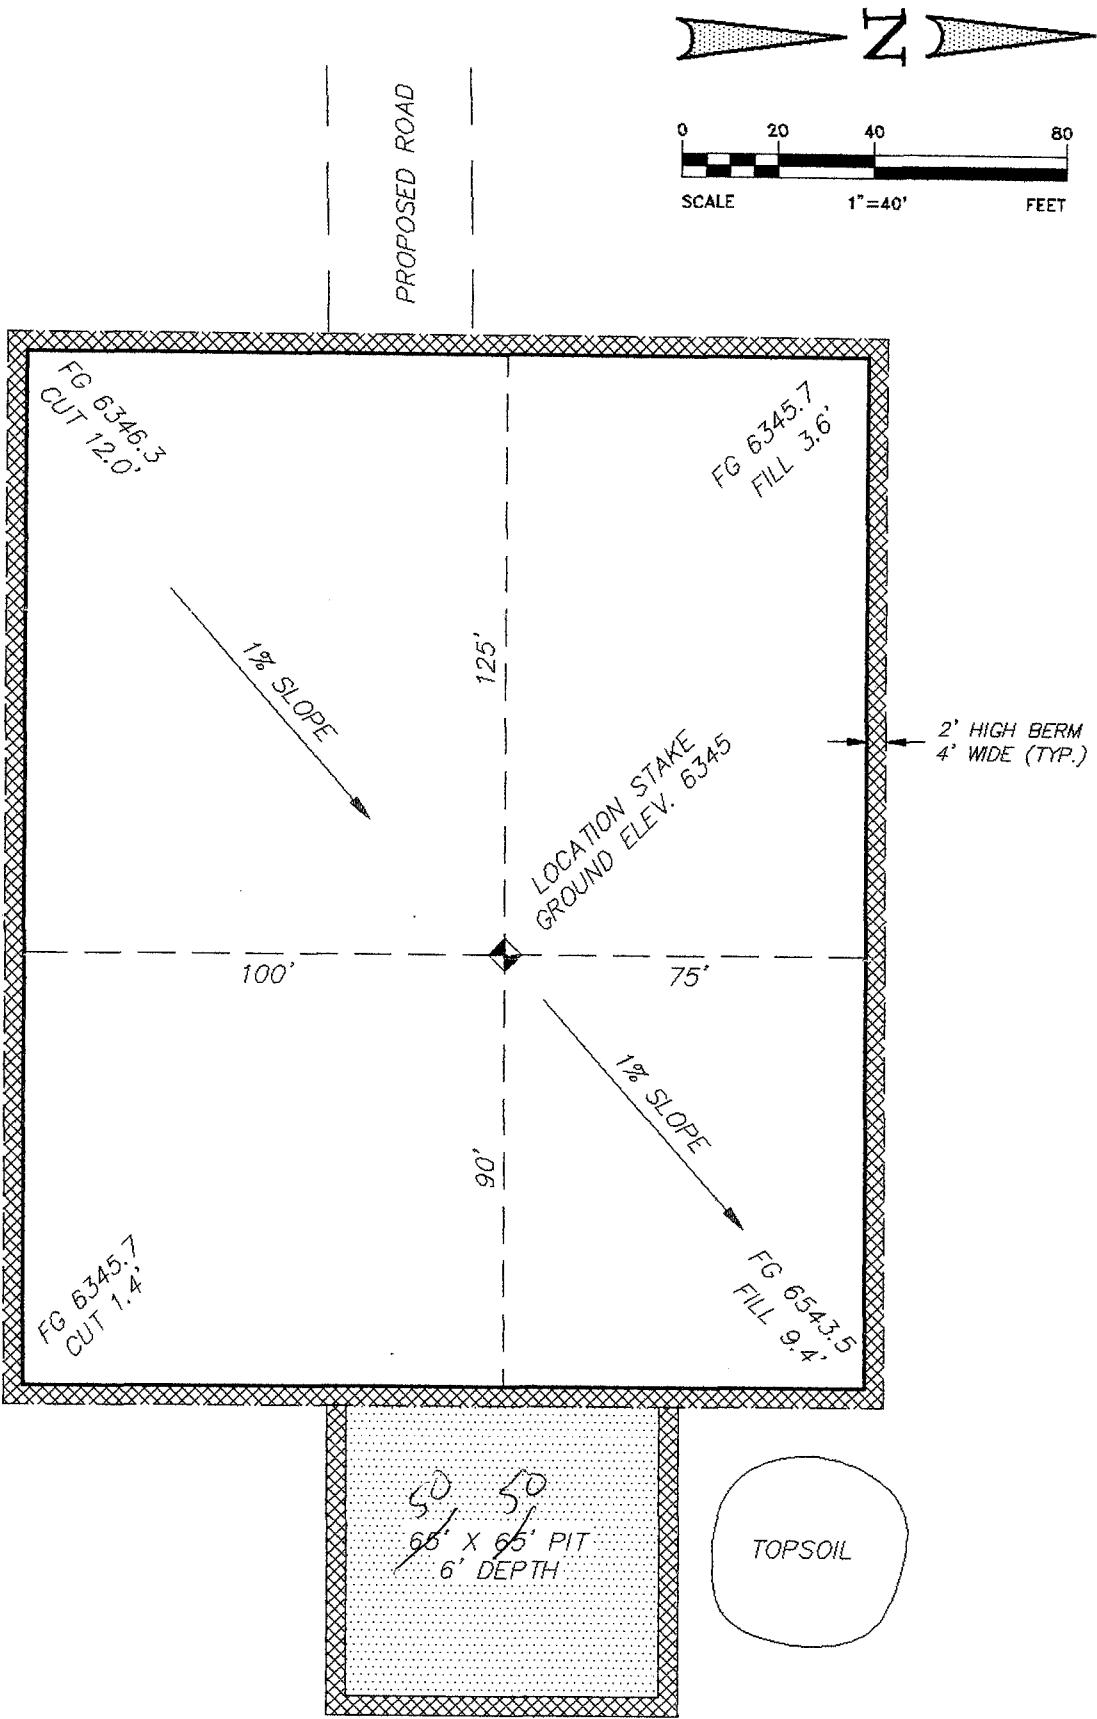 N
0 20 40 80
SCALE 1"=40' FEET
PROPOSED ROAD
FG 6346.3
CUT 12.0'
FG 6345.7
FILL 3.6'
1% SLOPE
125'
2' HIGH BERM
4' WIDE (TYP.)
LOCATION STAKE
GROUND ELEV. 6345
100'
75'
1% SLOPE
90'
FG 6345.7
CUT 1.4'
FG 6543.5
FILL 9.4'
50 50
65' X 65' PIT
6' DEPTH
TOPSOIL